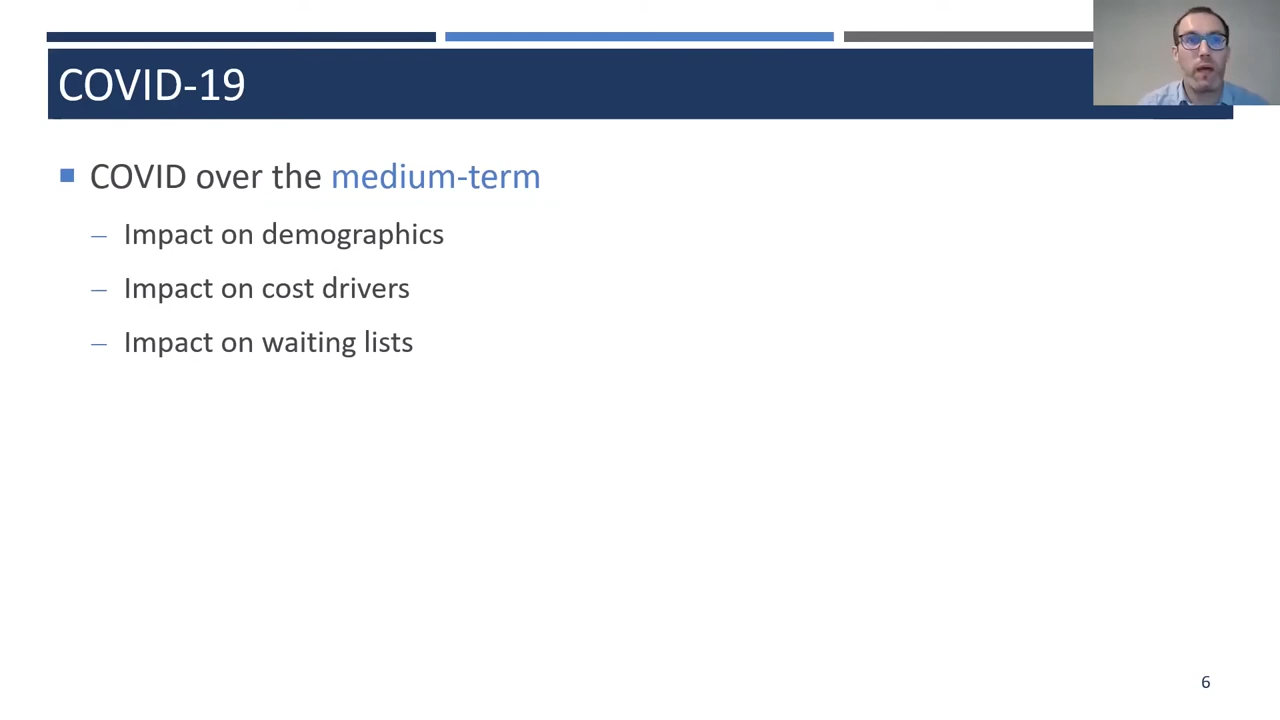 COVID-19
COVID over the medium-term
– Impact on demographics
– Impact on cost drivers
– Impact on waiting lists
6